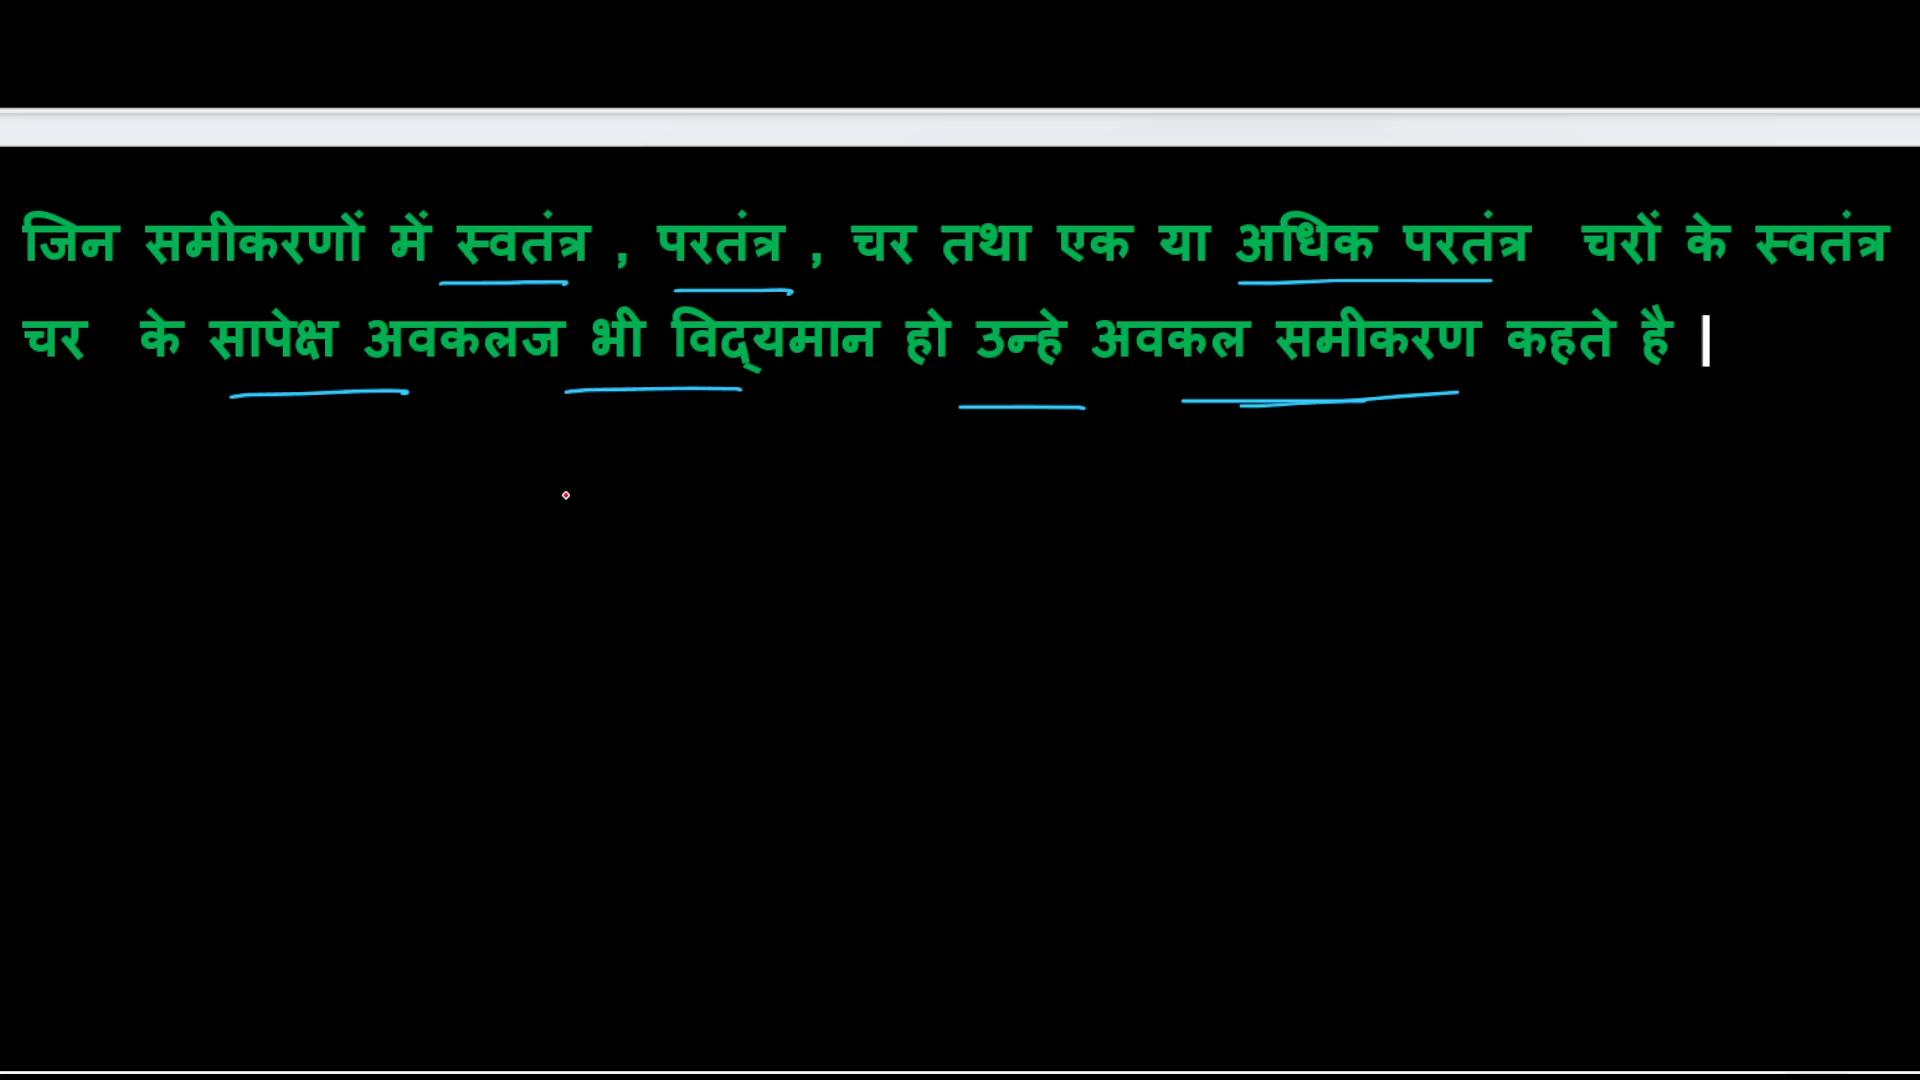 जिन समीकरणों में स्वतंत्र , परतंत्र , चर तथा एक या अधिक परतंत्र चरों के स्वतंत्र
चर के सापेक्ष अवकलज भी विद्यमान हो उन्हे अवकल समीकरण कहते है |